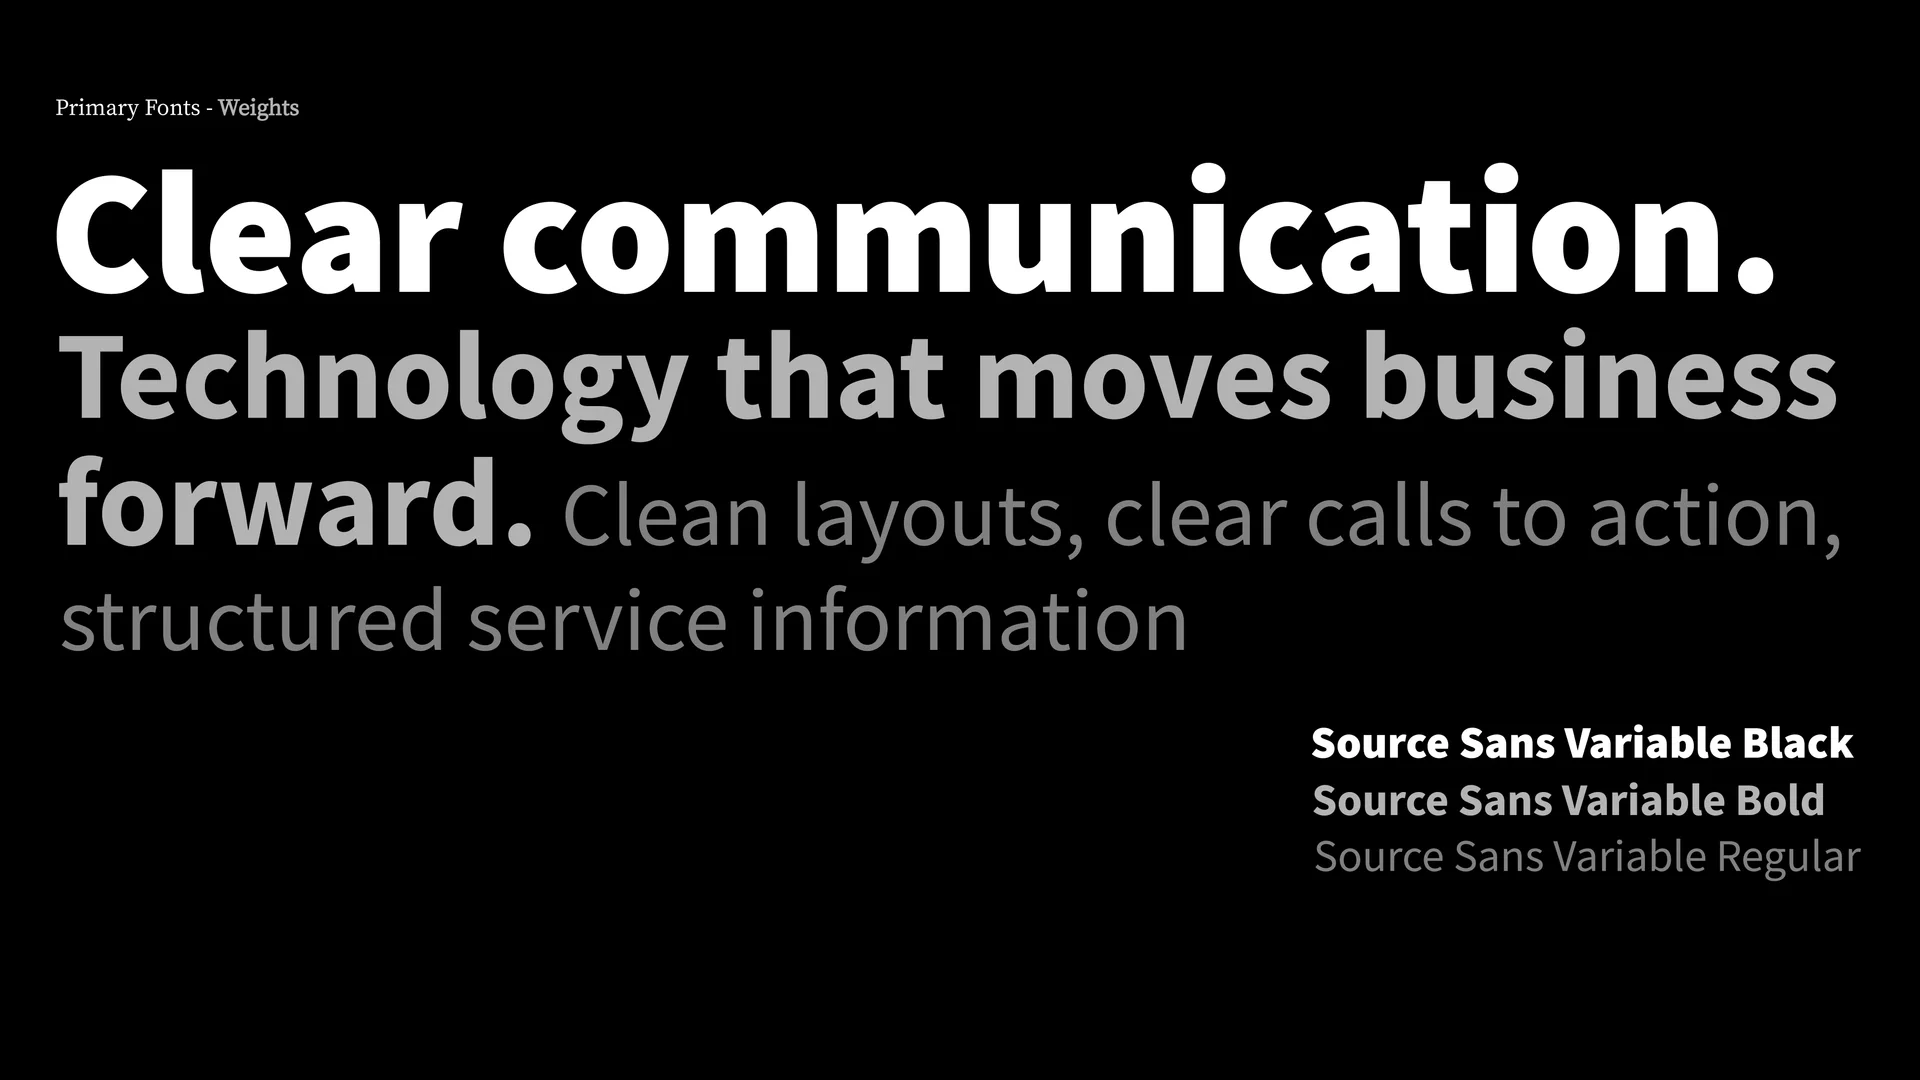 Primary Fonts - Weights
Clear communication.
Technology that moves business
forward. Clean layouts, clear calls to action,
structured service information
Source Sans Variable Black
Source Sans Variable Bold
Source Sans Variable Regular